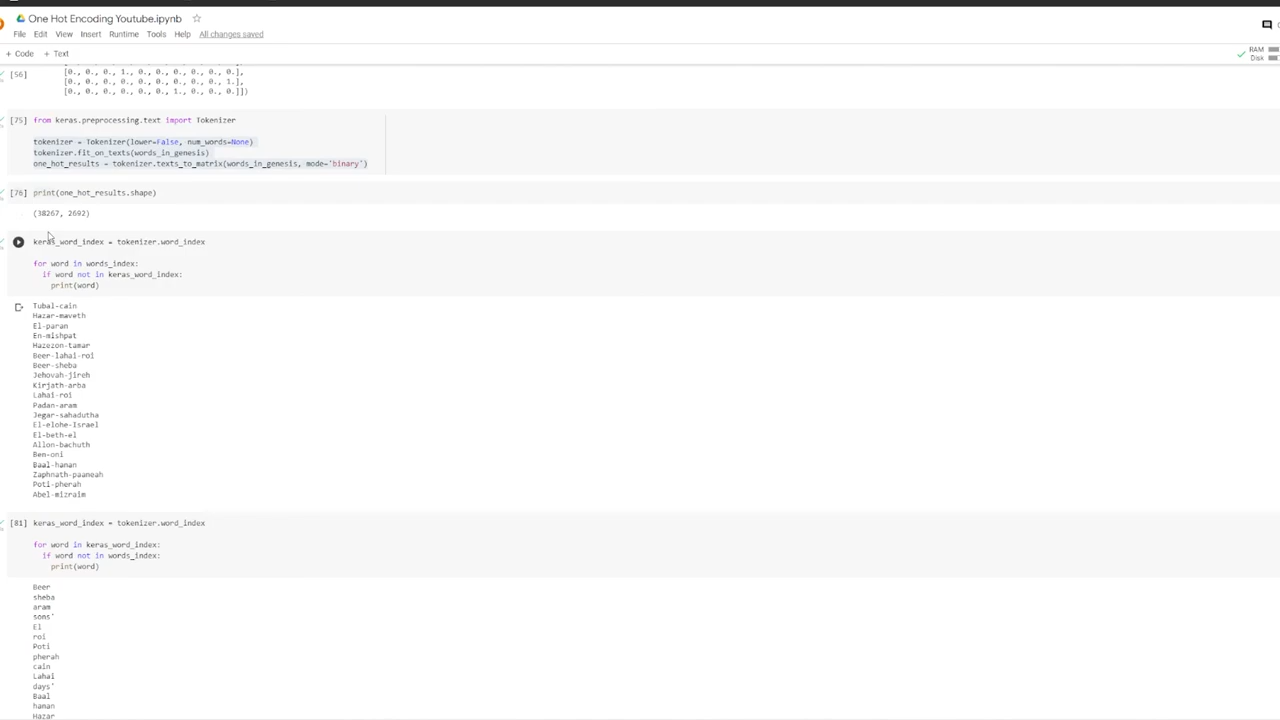 One Hot Encoding Youtube.ipynb
File Edit View Insert Runtime Tools Help All changes saved
+ Code + Text
RAM
Disk
[56]
[0., 0., 0., 1., 0., 0., 0., 0., 0., 0.],
[0., 0., 0., 0., 0., 0., 0., 0., 0., 1.],
[0., 0., 0., 0., 0., 0., 1., 0., 0., 0.]])
[75] from keras.preprocessing.text import Tokenizer
tokenizer = Tokenizer(lower=False, num_words=None)
tokenizer.fit_on_texts(words_in_genesis)
one_hot_results = tokenizer.texts_to_matrix(words_in_genesis, mode='binary')
[76] print(one_hot_results.shape)
(38267, 2692)
keras_word_index = tokenizer.word_index
for word in words_index:
if word not in keras_word_index:
print(word)
Tubal-cain
Hazar-maveth
El-paran
En-mishpat
Hazezon-tamar
Beer-lahai-roi
Beer-sheba
Jehovah-jireh
Kirjath-arba
Lahai-roi
Padan-aram
Jegar-sahadutha
El-elohe-Israel
El-beth-el
Allon-bachuth
Ben-oni
Baal-hanan
Zaphnath-paaneah
Poti-pherah
Abel-mizraim
[81] keras_word_index = tokenizer.word_index
for word in keras_word_index:
if word not in words_index:
print(word)
Beer
sheba
aram
sons'
El
roi
Poti
pherah
cain
Lahai
days'
Baal
hanan
Hazar